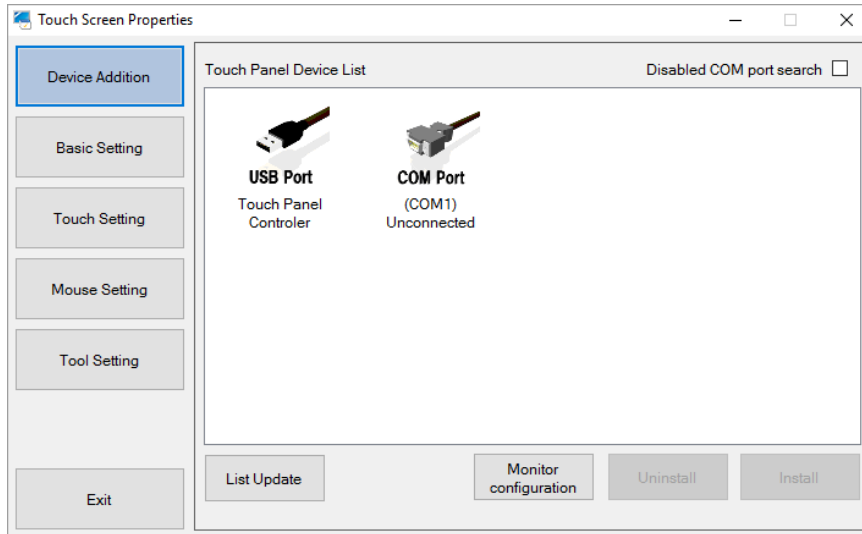 Touch Screen Properties
Device Addition
Basic Setting
Touch Setting
Mouse Setting
Tool Setting
Exit
Touch Panel Device List
Disabled COM port search
USB Port
Touch Panel
Controler
COM Port
(COM1)
Unconnected
List Update
Monitor
configuration
Uninstall
Install